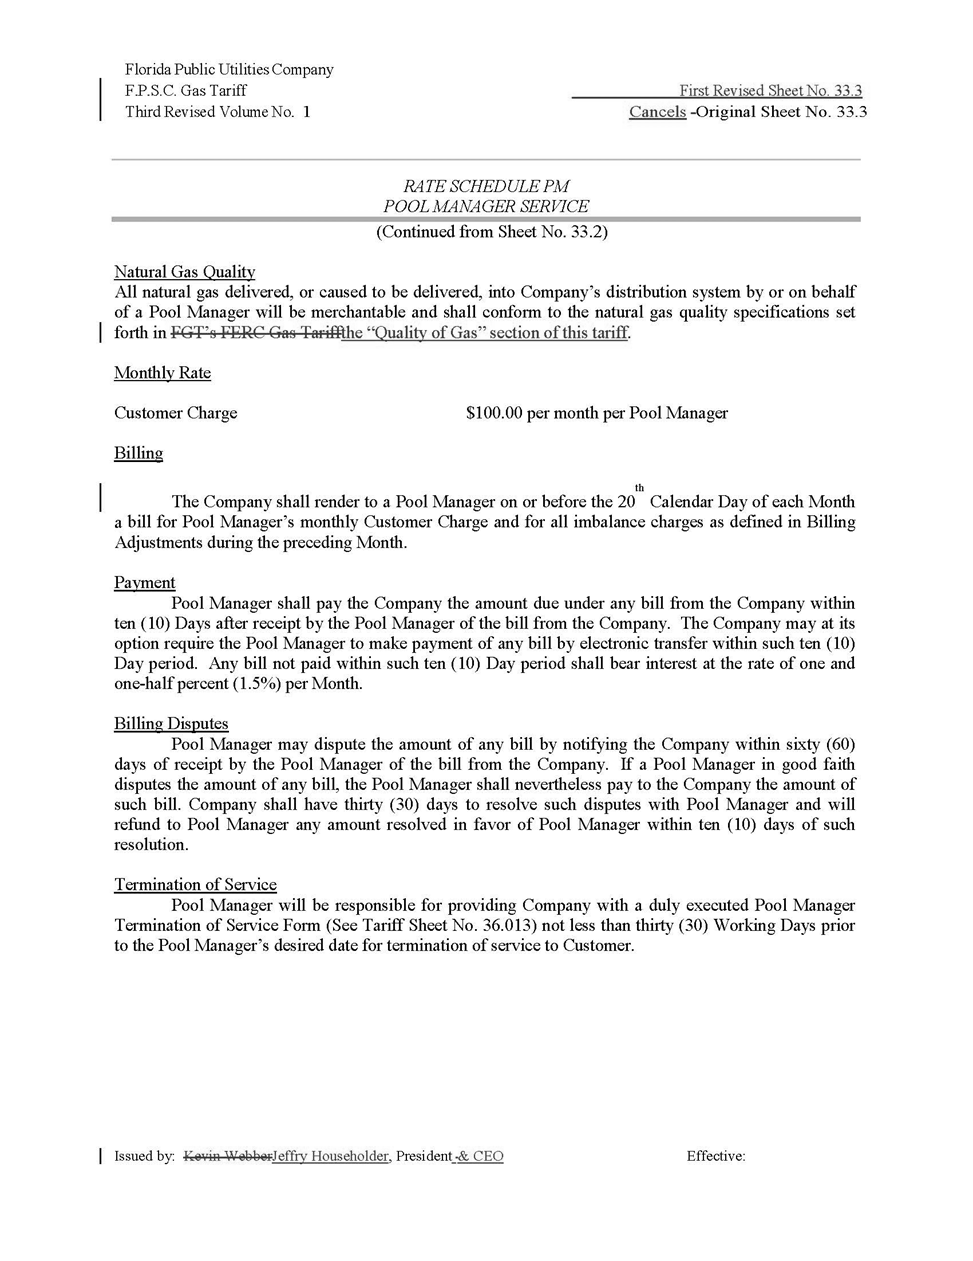 Florida Public Utilities Company
F.P.S.C. Gas Tariff First Revised Sheet No. 33.3
Third Revised Volume No. 1 Cancels -Original Sheet No. 33.3
RATE SCHEDULE PM
POOL MANAGER SERVICE
(Continued from Sheet No. 33.2)
Natural Gas Quality
All natural gas delivered, or caused to be delivered, into Company's distribution system by or on behalf
of a Pool Manager will be merchantable and shall conform to the natural gas quality specifications set
forth in FGT's FERC Gas Tariffthe "Quality of Gas" section of this tariff.
Monthly Rate
Customer Charge $100.00 per month per Pool Manager
Billing
The Company shall render to a Pool Manager on or before the 20th Calendar Day of each Month
a bill for Pool Manager's monthly Customer Charge and for all imbalance charges as defined in Billing
Adjustments during the preceding Month.
Payment
Pool Manager shall pay the Company the amount due under any bill from the Company within
ten (10) Days after receipt by the Pool Manager of the bill from the Company. The Company may at its
option require the Pool Manager to make payment of any bill by electronic transfer within such ten (10)
Day period. Any bill not paid within such ten (10) Day period shall bear interest at the rate of one and
one-half percent (1.5%) per Month.
Billing Disputes
Pool Manager may dispute the amount of any bill by notifying the Company within sixty (60)
days of receipt by the Pool Manager of the bill from the Company. If a Pool Manager in good faith
disputes the amount of any bill, the Pool Manager shall nevertheless pay to the Company the amount of
such bill. Company shall have thirty (30) days to resolve such disputes with Pool Manager and will
refund to Pool Manager any amount resolved in favor of Pool Manager within ten (10) days of such
resolution.
Termination of Service
Pool Manager will be responsible for providing Company with a duly executed Pool Manager
Termination of Service Form (See Tariff Sheet No. 36.013) not less than thirty (30) Working Days prior
to the Pool Manager's desired date for termination of service to Customer.
Issued by: Kevin WebberJeffry Householder, President -& CEO Effective: